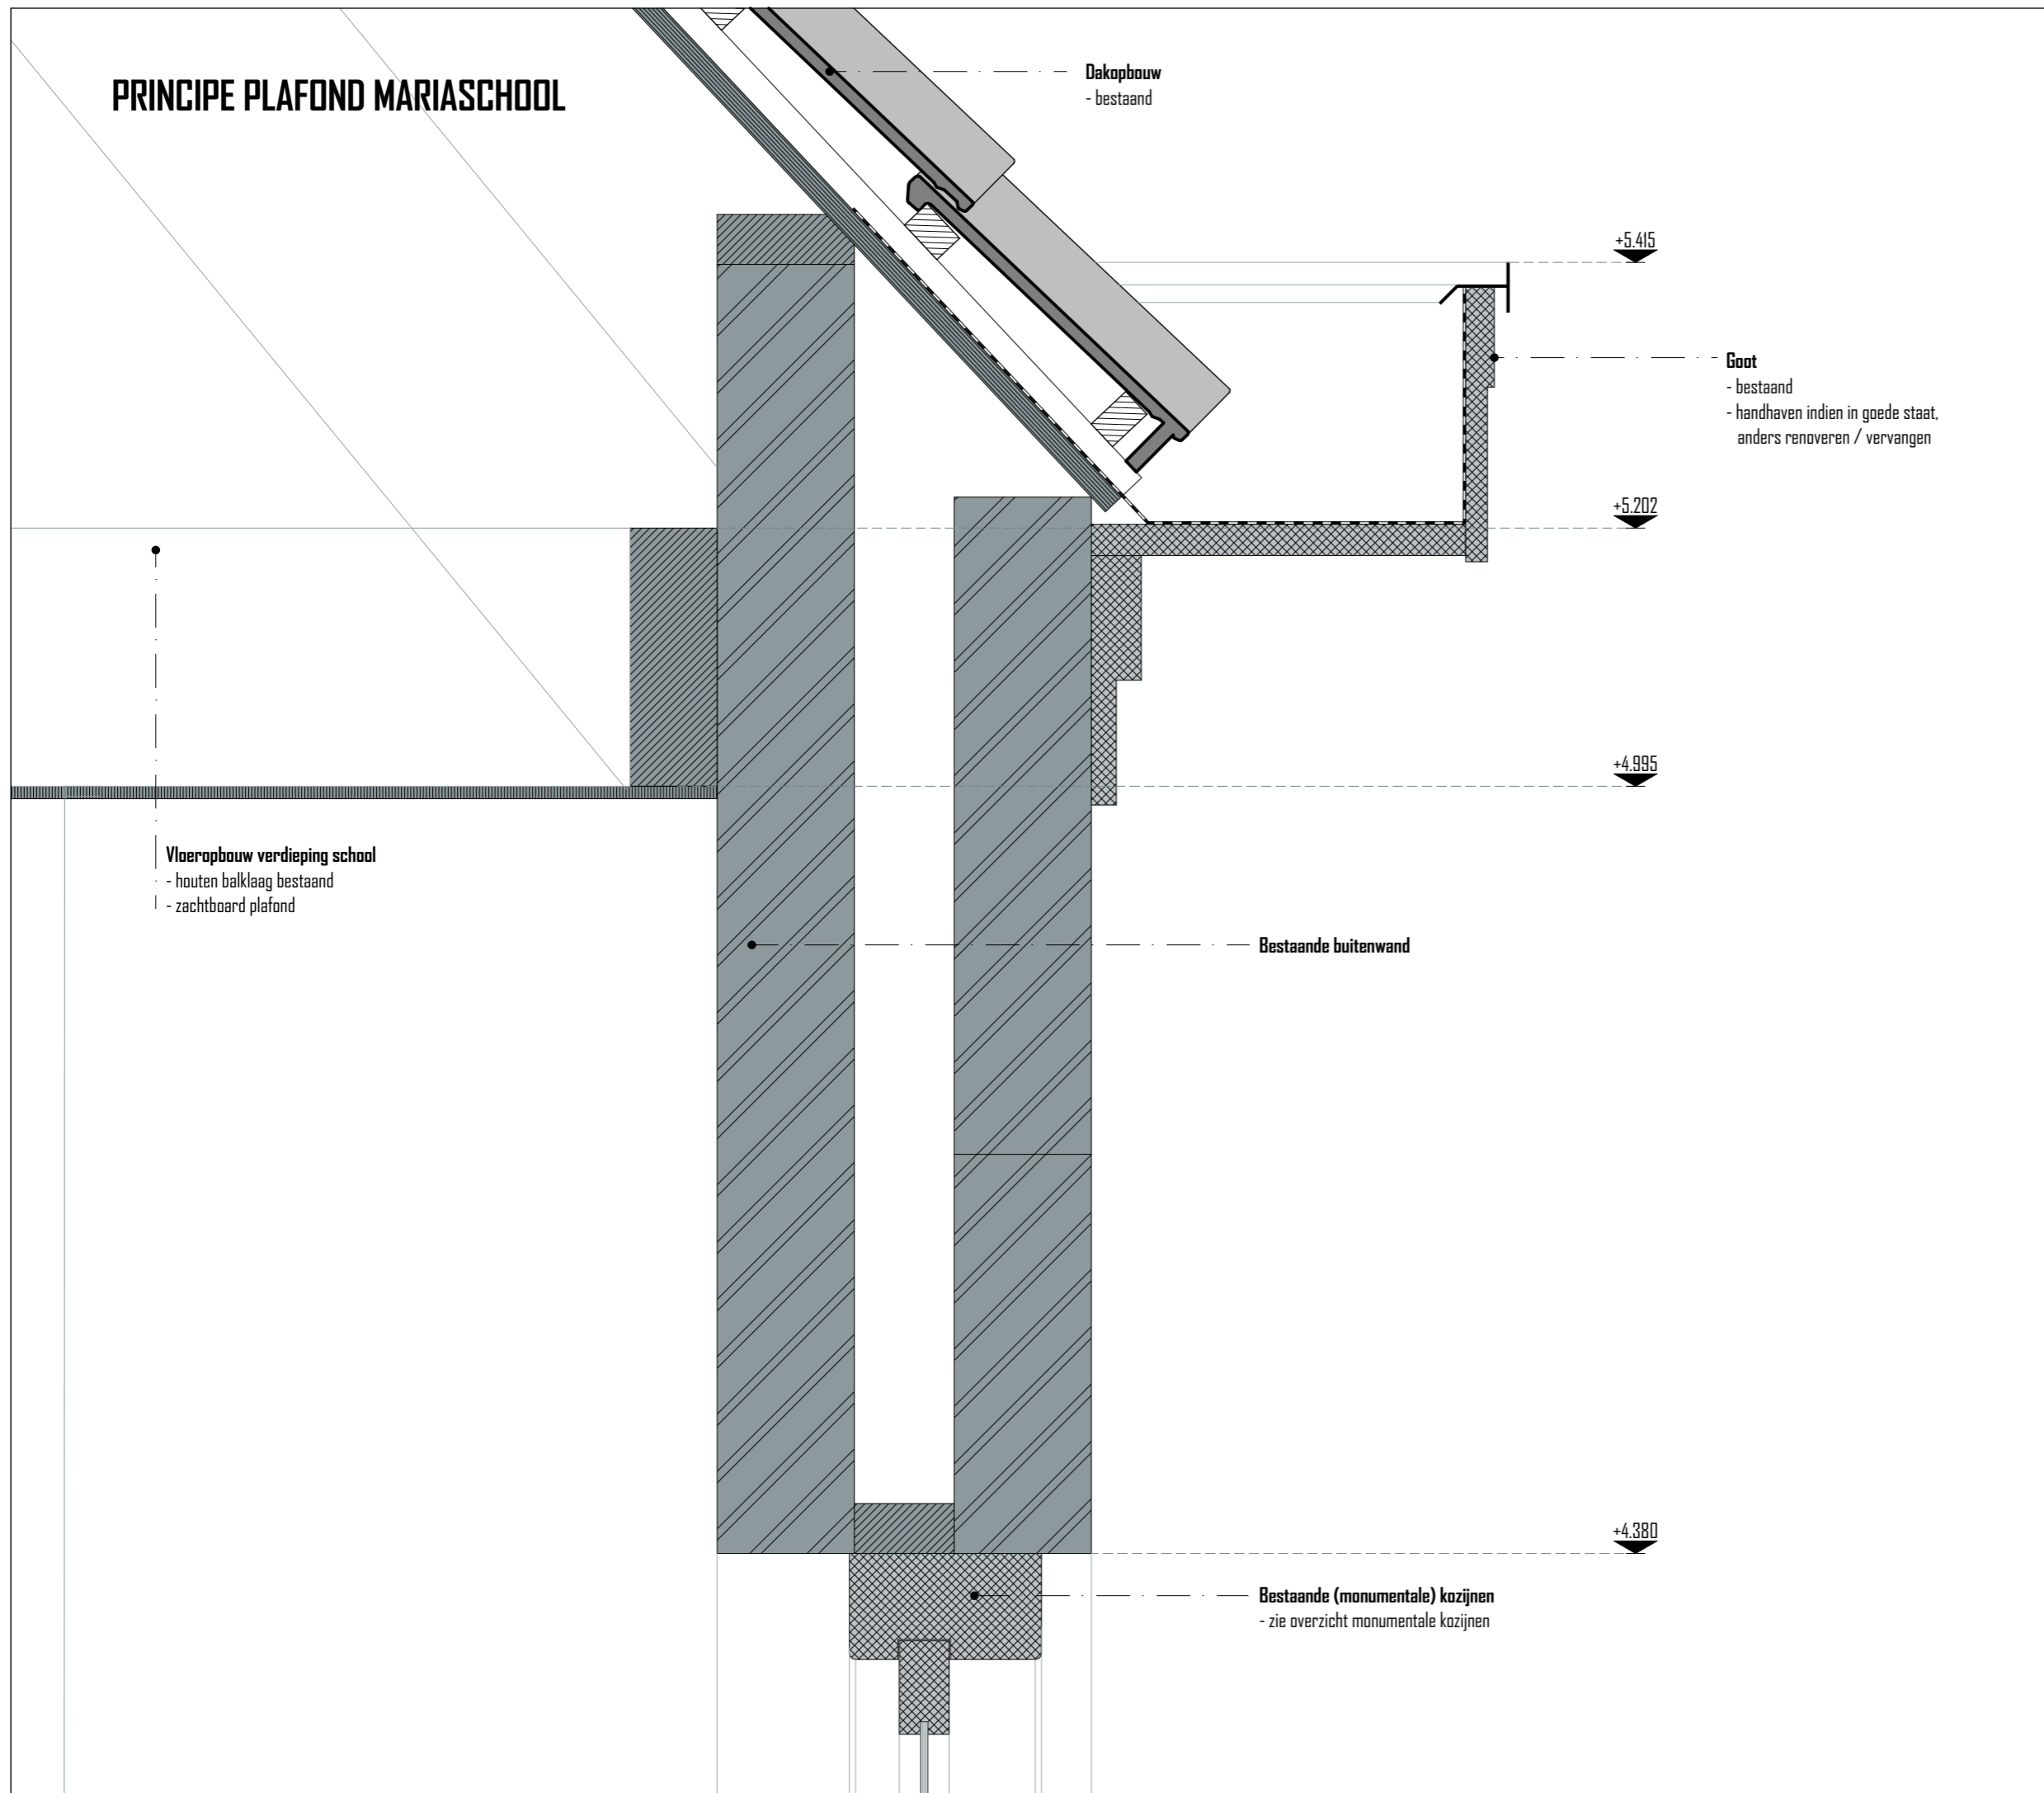 PRINCIPE PLAFOND MARIASCHOOL
Dakopbouw
- bestaand
+5.415
Goot
- bestaand
- handhaven indien in goede staat,
anders renoveren / vervangen
+5.202
+4.995
Vloeropbouw verdieping school
- houten balklaag bestaand
- zachtboard plafond
Bestaande buitenwand
+4.380
Bestaande (monumentale) kozijnen
- zie overzicht monumentale kozijnen